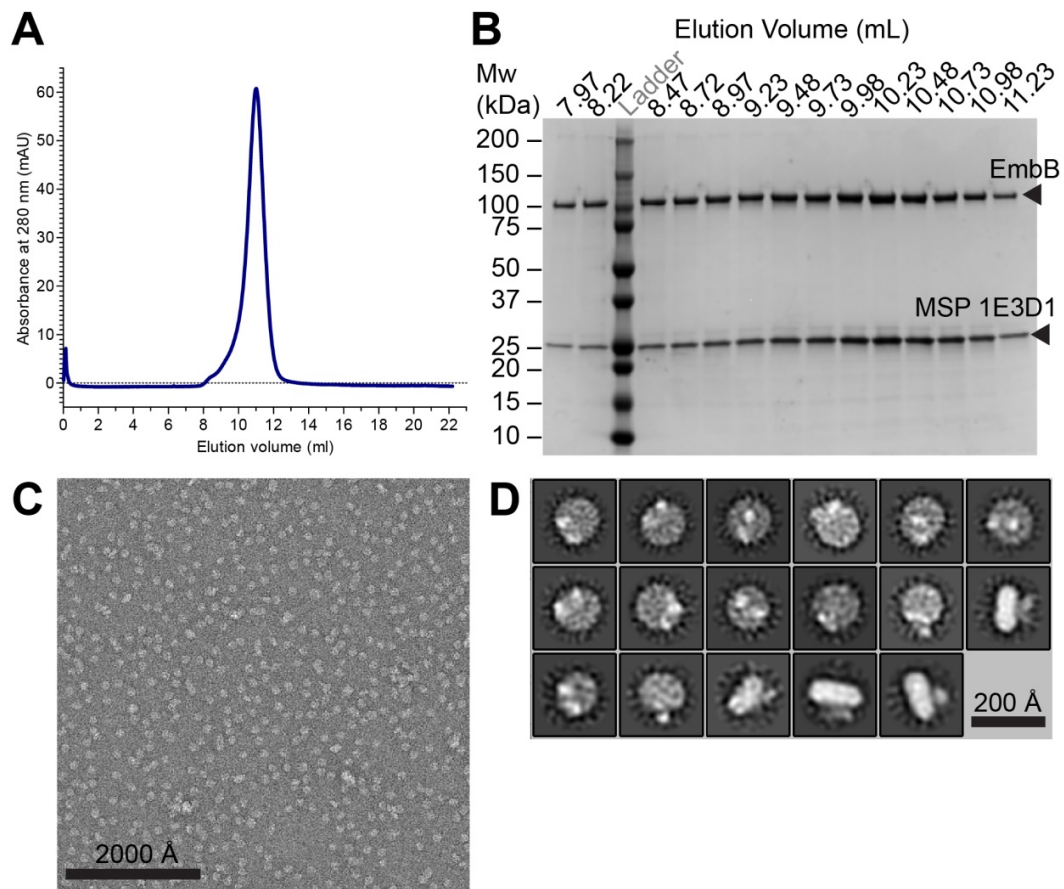 A
Absorbance at 280 nm (mAU)
60
50
40
30
20
10
0
0 2 4 6 8 10 12 14 16 18 20 22
Elution volume (ml)
B
Elution Volume (mL)
Mw
(kDa)
7.97 8.22 Ladder 8.47 8.72 8.97 9.23 9.48 9.73 9.98 10.23 10.48 10.73 10.98 11.23
200
150
100
75
50
37
25
20
15
10
EmbB
MSP 1E3D1
C
2000 Å
D
200 Å